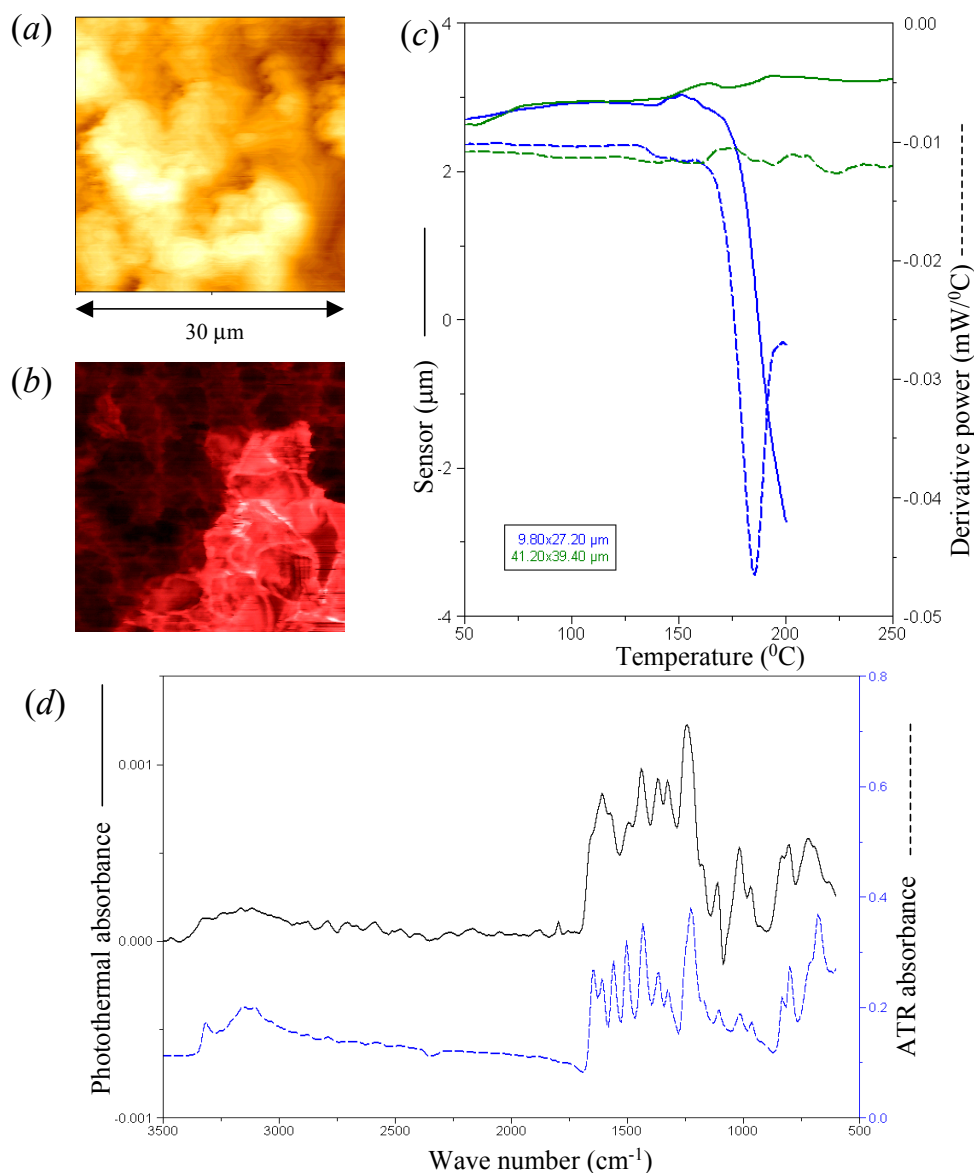 (a)
30 μm
(b)
(c)
4
2
0
-2
-4
Sensor (μm)
0.00
-0.01
-0.02
-0.03
-0.04
-0.05
Derivative power (mW/⁰C)
9.80x27.20 μm
41.20x39.40 μm
50
100
150
200
250
Temperature (⁰C)
(d)
0.001
0.000
-0.001
Photothermal absorbance
0.8
0.6
0.4
0.2
0.0
ATR absorbance
3500
3000
2500
2000
1500
1000
500
Wave number (cm⁻¹)